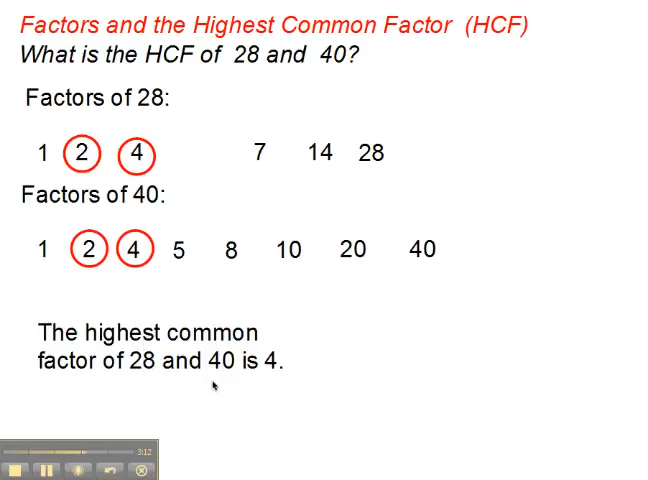 Factors and the Highest Common Factor (HCF)
What is the HCF of 28 and 40?
Factors of 28:
1 2 4 7 14 28
Factors of 40:
1 2 4 5 8 10 20 40
The highest common
factor of 28 and 40 is 4.
3:12